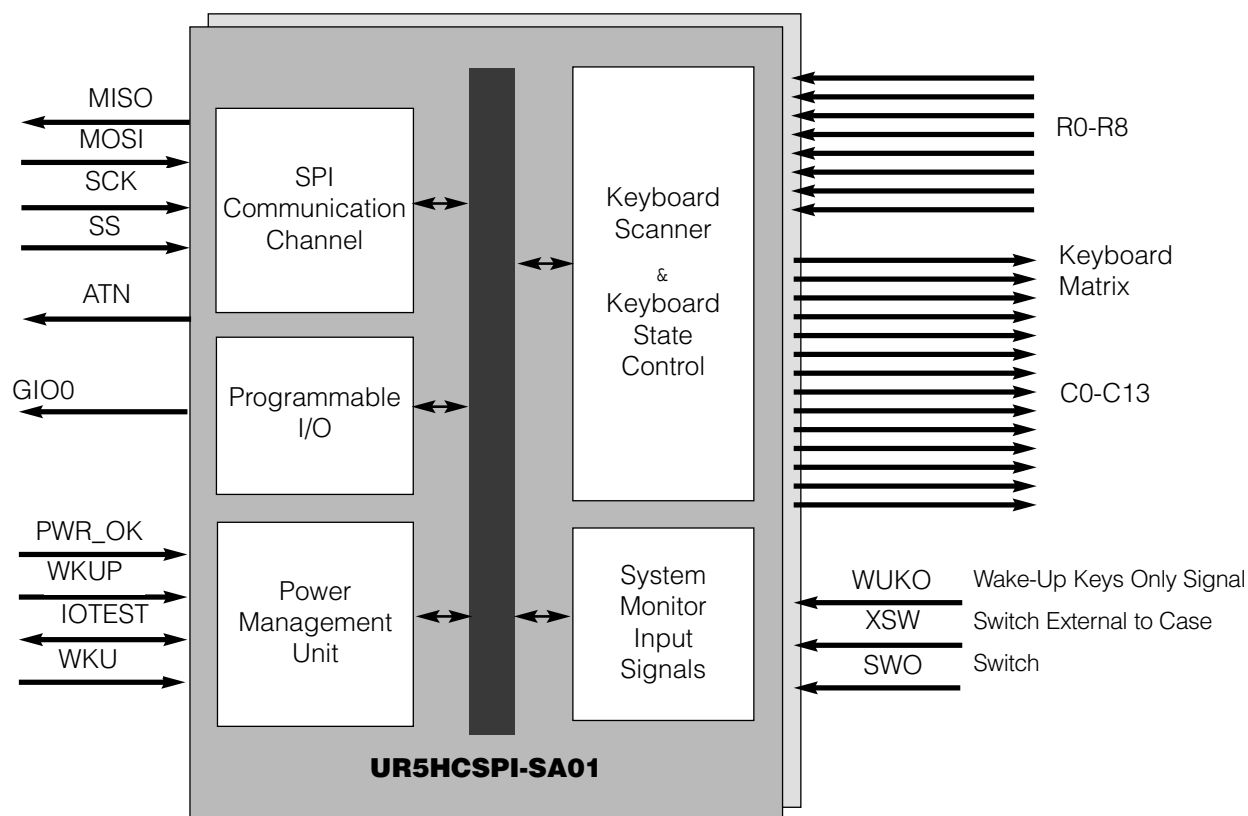 MISO
MOSI
SCK
SS
ATN
GIO0
PWR_OK
WKUP
IOTEST
WKU
SPI
Communication
Channel
Programmable
I/O
Power
Management
Unit
Keyboard
Scanner
&
Keyboard
State
Control
System
Monitor
Input
Signals
UR5HCSPI-SA01
R0-R8
Keyboard
Matrix
C0-C13
WUKO Wake-Up Keys Only Signal
XSW Switch External to Case
SWO Switch